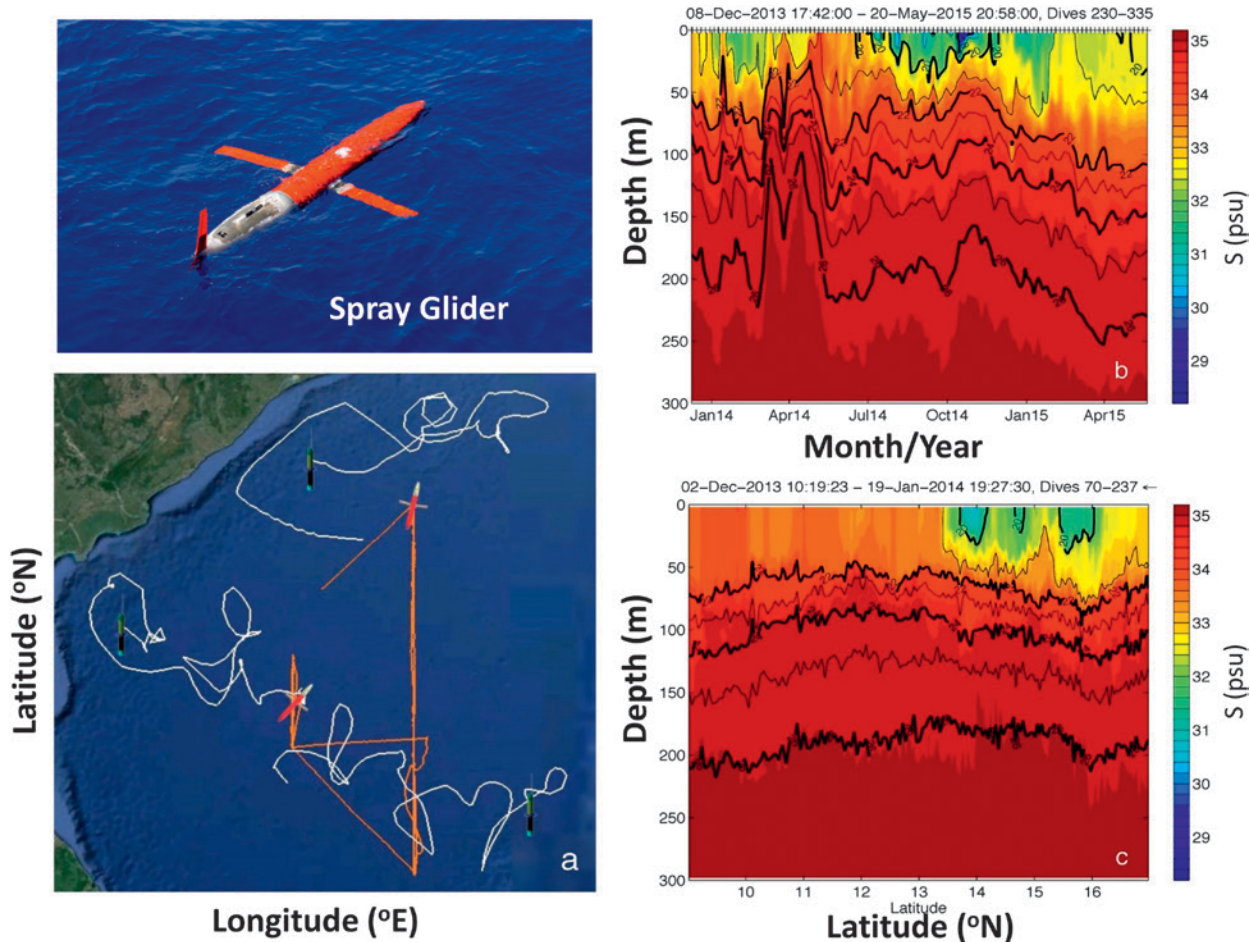 Spray Glider
Latitude (ºN)
Longitude (ºE)
a
08–Dec–2013 17:42:00 – 20–May–2015 20:58:00, Dives 230–335
0
50
100
150
200
250
300
Depth (m)
Jan14 Apr14 Jul14 Oct14 Jan15 Apr15
Month/Year
b
35
34
33
32
31
30
29
S (psu)
02–Dec–2013 10:19:23 – 19–Jan–2014 19:27:30, Dives 70–237 ←
0
50
100
150
200
250
300
Depth (m)
10 11 12 13 14 15 16
Latitude
Latitude (ºN)
c
35
34
33
32
31
30
29
S (psu)